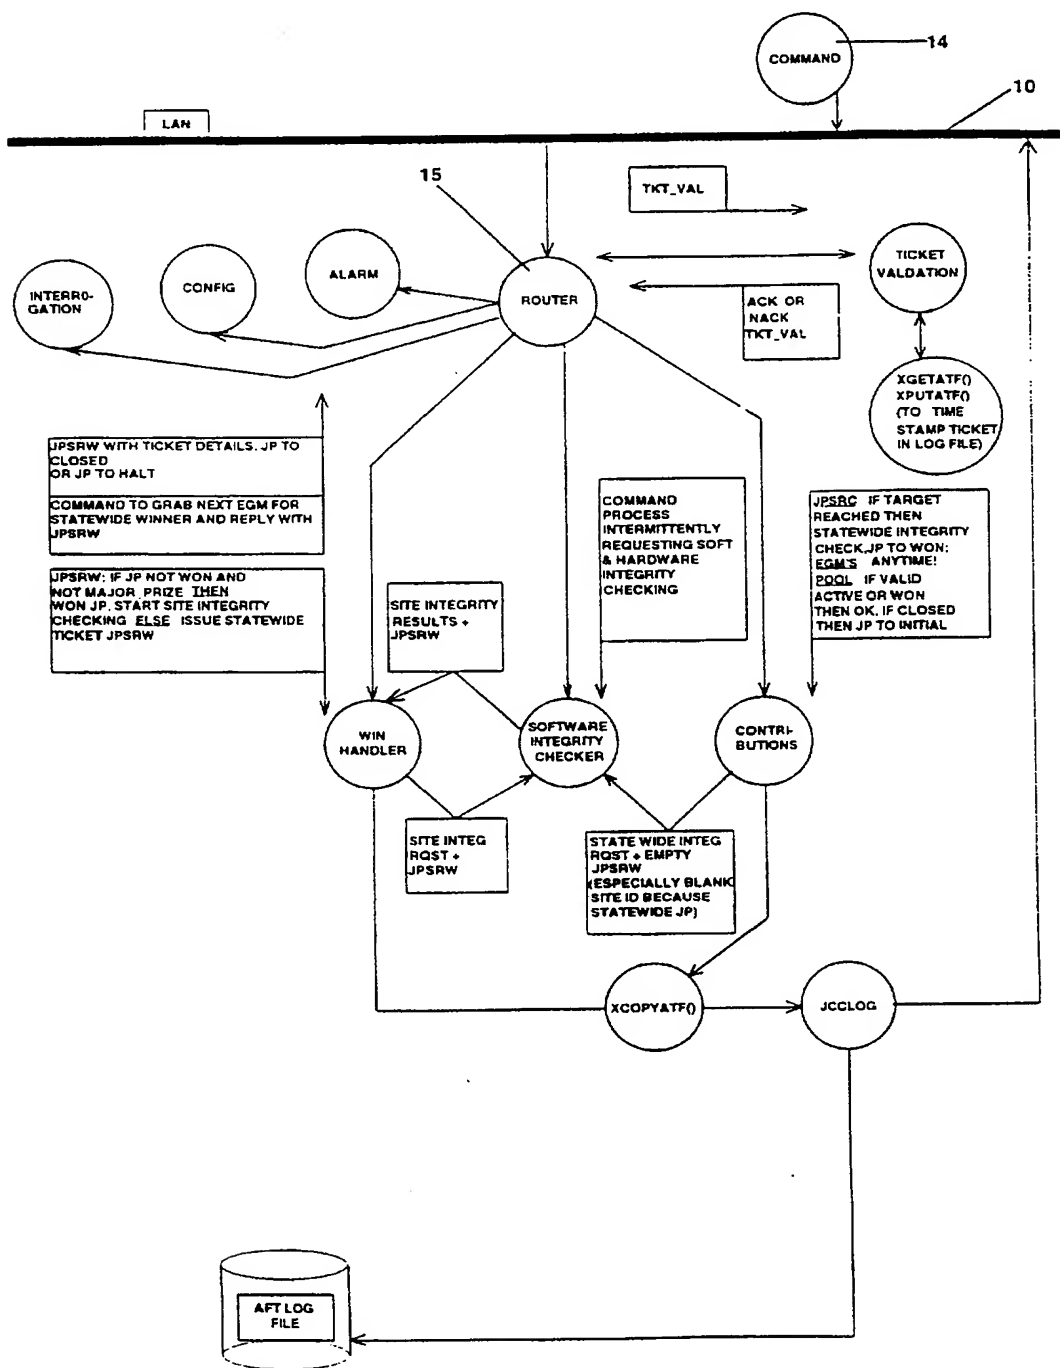 COMMAND
14
10
LAN
15
TKT_VAL
TICKET
VALDATION
ALARM
CONFIG
INTERRO-
GATION
ROUTER
ACK OR
NACK
TKT_VAL
XGETATF()
XPUTATF()
(TO TIME
STAMP TICKET
IN LOG FILE)
JPSRW WITH TICKET DETAILS. JP TO
CLOSED
OR JP TO HALT
COMMAND TO GRAB NEXT EGM FOR
STATEWIDE WINNER AND REPLY WITH
JPSRW
JPSRW: IF JP NOT WON AND
NOT MAJOR PRIZE THEN
WON JP. START SITE INTEGRITY
CHECKING ELSE ISSUE STATEWIDE
TICKET JPSRW
SITE INTEGRITY
RESULTS +
JPSRW
COMMAND
PROCESS
INTERMITTENTLY
REQUESTING SOFT
& HARDWARE
INTEGRITY
CHECKING
JPSRC IF TARGET
REACHED THEN
STATEWIDE INTEGRITY
CHECK.JP TO WON;
EGM'S ANYTIME!
POOL IF VALID
ACTIVE OR WON
THEN OK. IF CLOSED
THEN JP TO INITIAL
WIN
HANDLER
SOFTWARE
INTEGRITY
CHECKER
CONTRI-
BUTIONS
SITE INTEG
RQST +
JPSRW
STATE WIDE INTEG
RQST + EMPTY
JPSRW
(ESPECIALLY BLANK
SITE ID BECAUSE
STATEWIDE JP)
XCOPYATF()
JCCLOG
AFT LOG
FILE